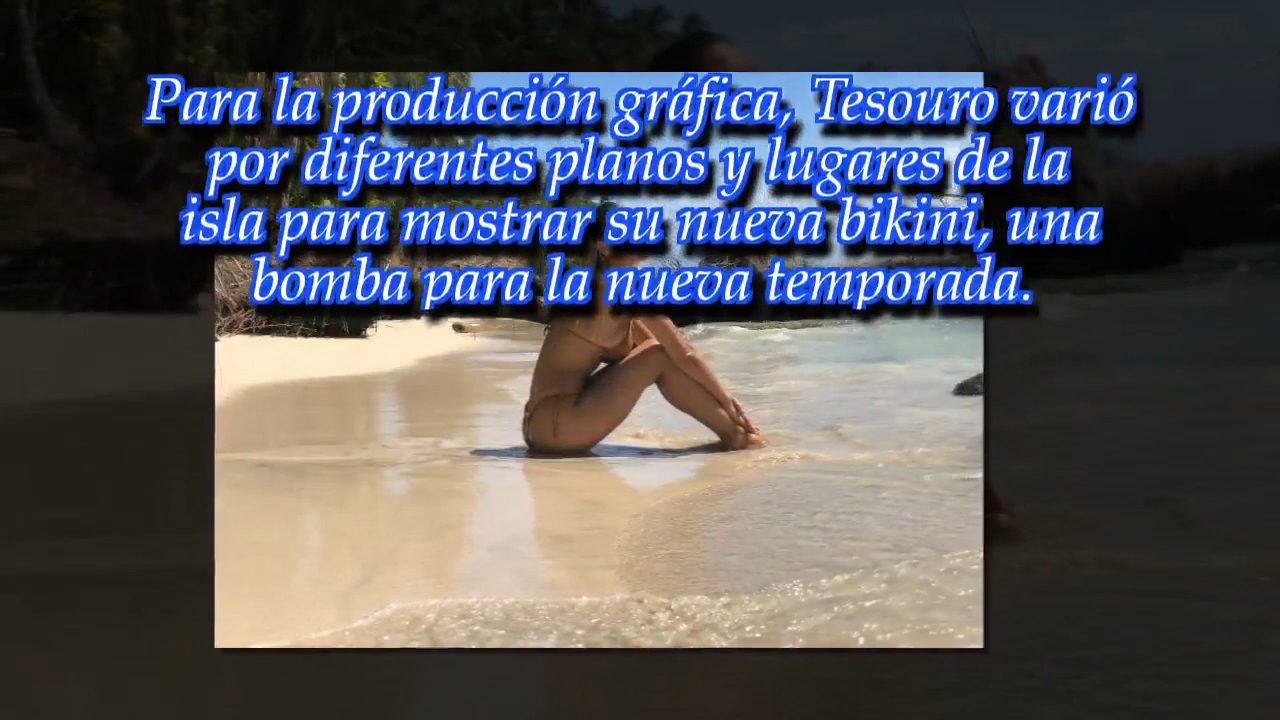 Para la producción gráfica, Tesouro varió
por diferentes planos y lugares de la
isla para mostrar su nueva bikini, una
bomba para la nueva temporada.